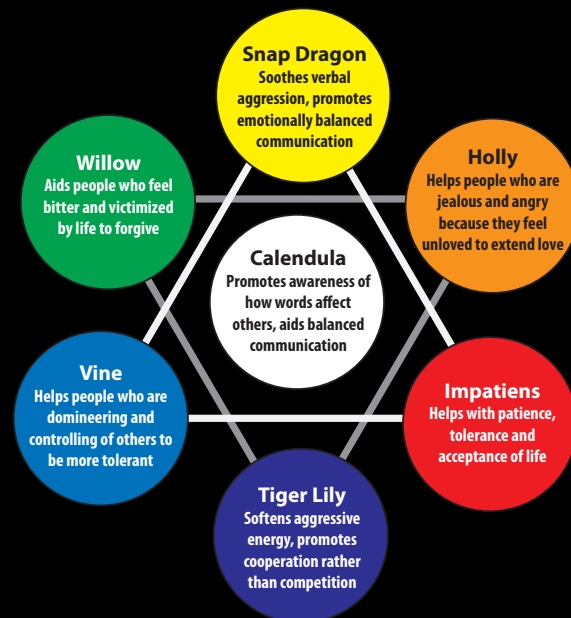 Snap Dragon
Soothes verbal
aggression, promotes
emotionally balanced
communication
Willow
Aids people who feel
bitter and victimized
by life to forgive
Holly
Helps people who are
jealous and angry
because they feel
unloved to extend love
Calendula
Promotes awareness of
how words affect
others, aids balanced
communication
Vine
Helps people who are
domineering and
controlling of others to
be more tolerant
Impatiens
Helps with patience,
tolerance and
acceptance of life
Tiger Lily
Softens aggressive
energy, promotes
cooperation rather
than competition